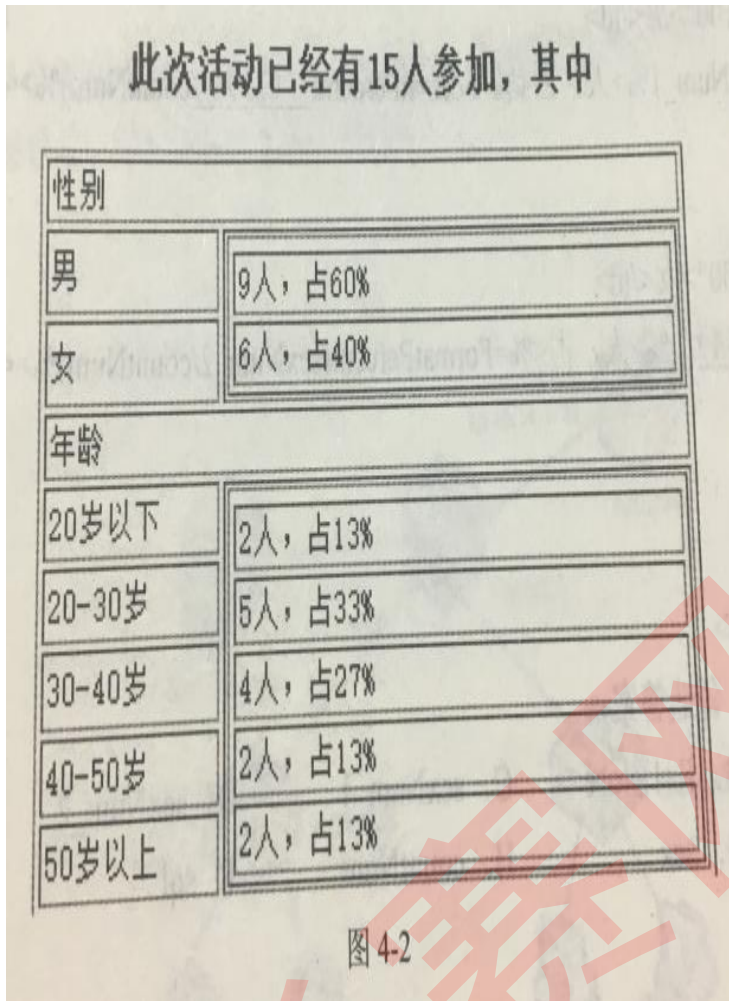 此次活动已经有15人参加，其中
性别
男 9人，占60%
女 6人，占40%
年龄
20岁以下 2人，占13%
20-30岁 5人，占33%
30-40岁 4人，占27%
40-50岁 2人，占13%
50岁以上 2人，占13%
图 4-2
赛网